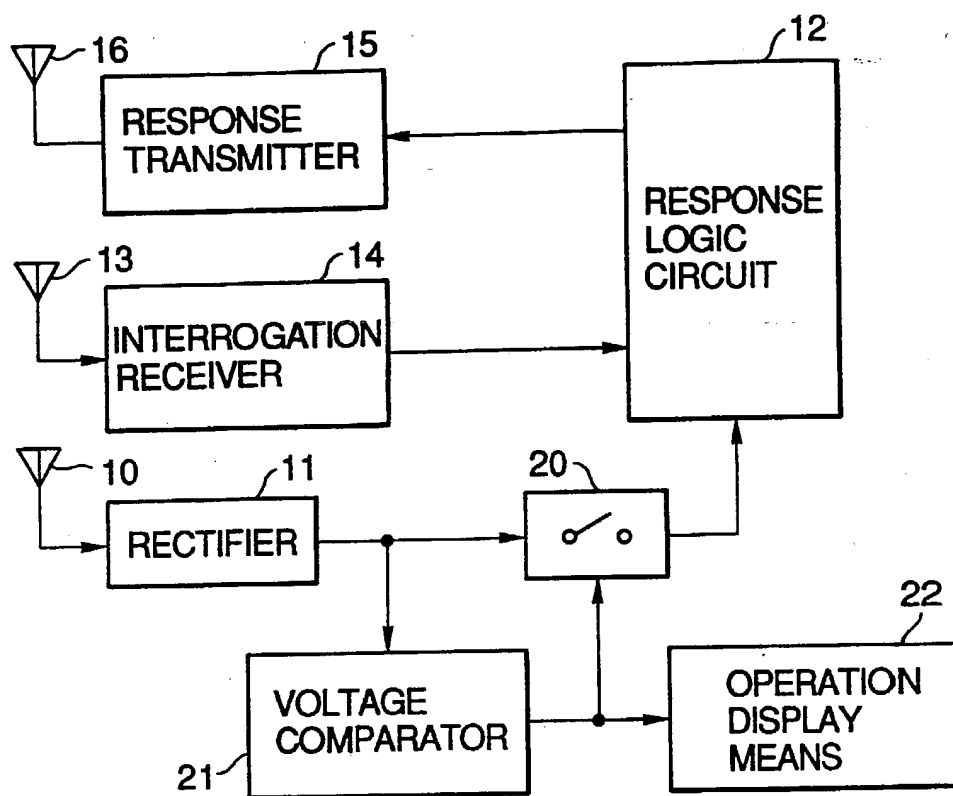 16
15
12
RESPONSE
TRANSMITTER
RESPONSE
LOGIC
CIRCUIT
13
14
INTERROGATION
RECEIVER
10
11
20
RECTIFIER
22
VOLTAGE
COMPARATOR
OPERATION
DISPLAY
MEANS
21